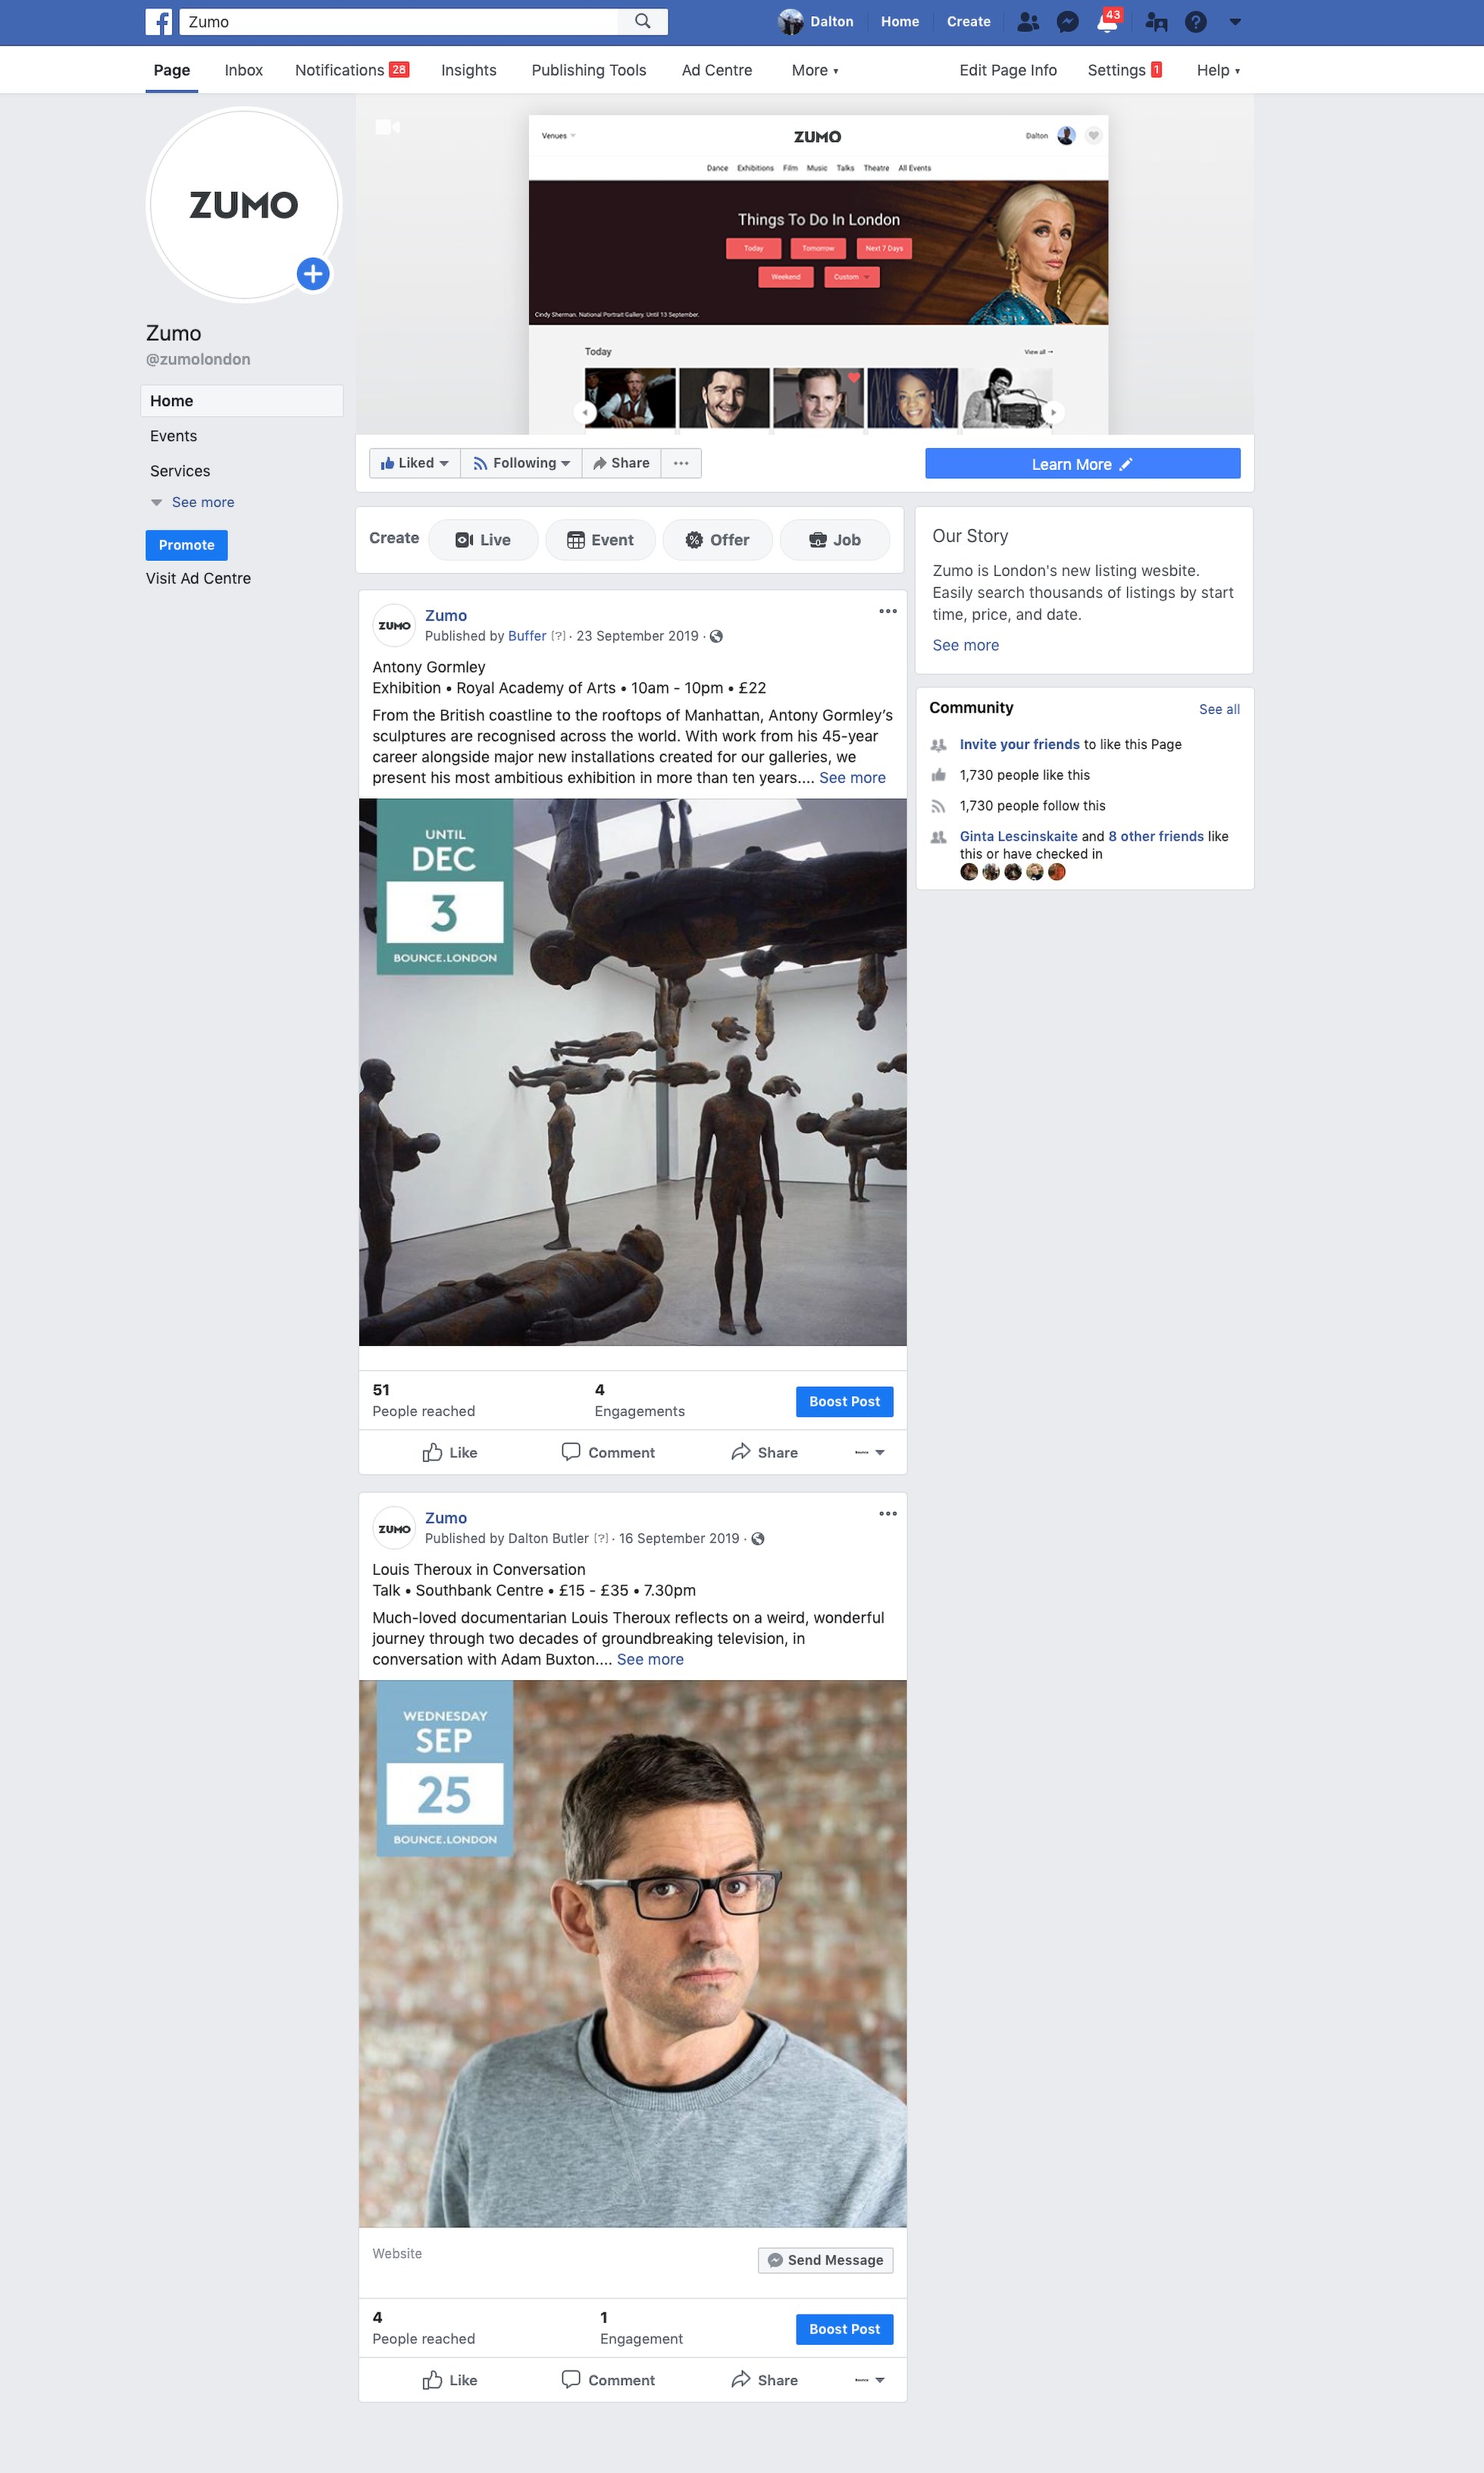 Zumo
Dalton Home Create 43
Page Inbox Notifications 28 Insights Publishing Tools Ad Centre More Edit Page Info Settings 1 Help
ZUMO
Zumo
@zumolondon
Home
Events
Services
See more
Promote
Visit Ad Centre
Venues ZUMO Dalton
Dance Exhibitions Film Music Talks Theatre All Events
Things To Do In London
Today Tomorrow Next 7 Days
Weekend Custom
Cindy Sherman. National Portrait Gallery. Until 13 September.
Today View all →
Liked Following Share ... Learn More
Create Live Event Offer Job
ZUMO
Zumo
Published by Buffer [?] · 23 September 2019 ·
Antony Gormley
Exhibition • Royal Academy of Arts • 10am - 10pm • £22
From the British coastline to the rooftops of Manhattan, Antony Gormley's
sculptures are recognised across the world. With work from his 45-year
career alongside major new installations created for our galleries, we
present his most ambitious exhibition in more than ten years.... See more
UNTIL
DEC
3
BOUNCE.LONDON
51 4
People reached Engagements
Boost Post
Like Comment Share
ZUMO
Zumo
Published by Dalton Butler [?] · 16 September 2019 ·
Louis Theroux in Conversation
Talk • Southbank Centre • £15 - £35 • 7.30pm
Much-loved documentarian Louis Theroux reflects on a weird, wonderful
journey through two decades of groundbreaking television, in
conversation with Adam Buxton.... See more
WEDNESDAY
SEP
25
BOUNCE.LONDON
Website Send Message
4 1
People reached Engagement
Boost Post
Like Comment Share
Our Story
Zumo is London's new listing wesbite.
Easily search thousands of listings by start
time, price, and date.
See more
Community See all
Invite your friends to like this Page
1,730 people like this
1,730 people follow this
Ginta Lescinskaite and 8 other friends like
this or have checked in